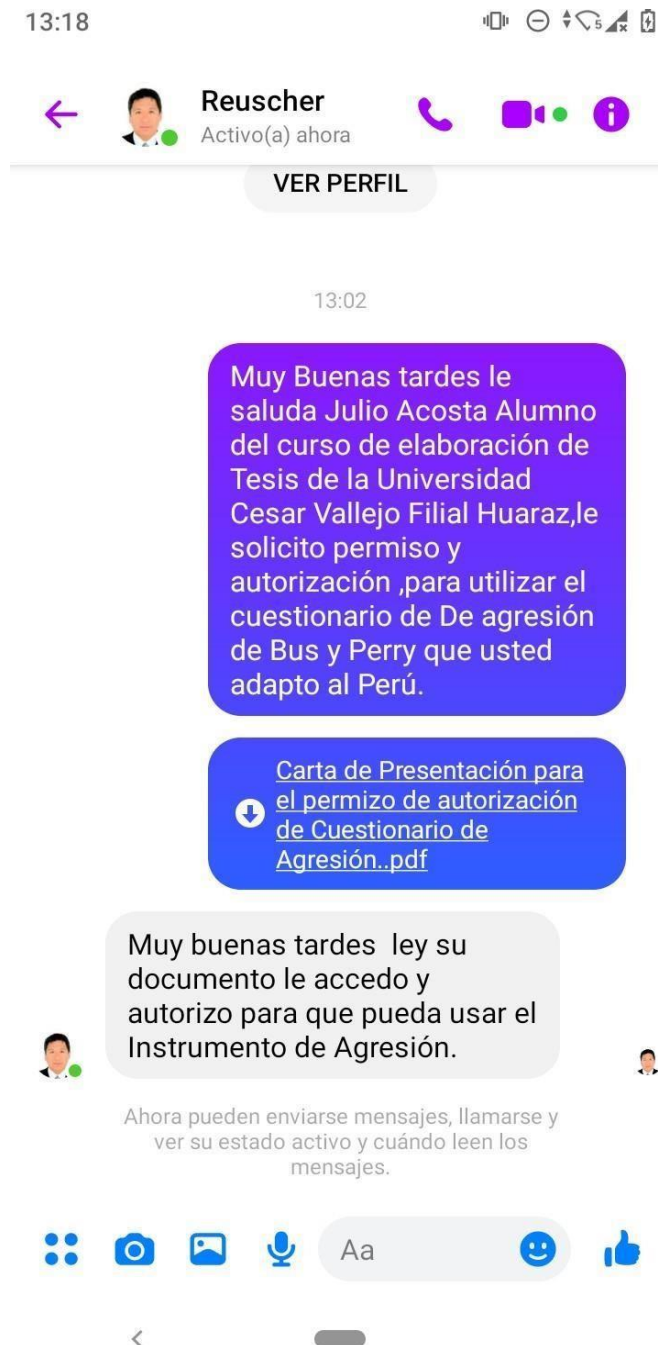 13:18
5
Reuscher
Activo(a) ahora
VER PERFIL
13:02
Muy Buenas tardes le
saluda Julio Acosta Alumno
del curso de elaboración de
Tesis de la Universidad
Cesar Vallejo Filial Huaraz,le
solicito permiso y
autorización ,para utilizar el
cuestionario de De agresión
de Bus y Perry que usted
adapto al Perú.
Carta de Presentación para
el permizo de autorización
de Cuestionario de
Agresión..pdf
Muy buenas tardes  ley su
documento le accedo y
autorizo para que pueda usar el
Instrumento de Agresión.
Ahora pueden enviarse mensajes, llamarse y
ver su estado activo y cuándo leen los
mensajes.
Aa